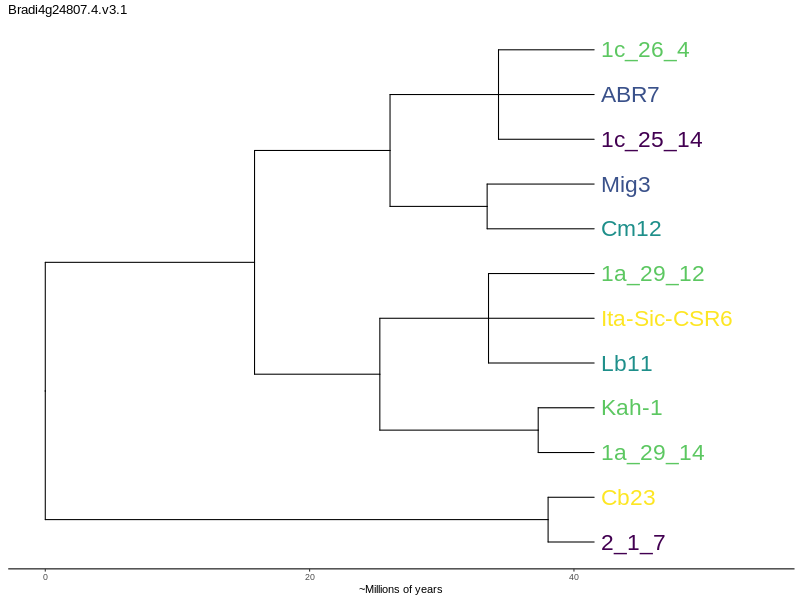 Bradi4g24807.4.v3.1
1c_26_4
ABR7
1c_25_14
Mig3
Cm12
1a_29_12
Ita-Sic-CSR6
Lb11
Kah-1
1a_29_14
Cb23
2_1_7
0 20 40
~Millions of years